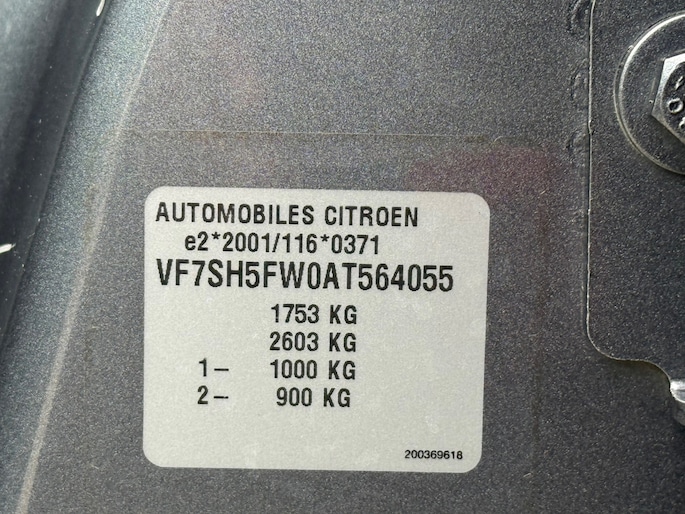 AUTOMOBILES CITROEN
e2*2001/116*0371
VF7SH5FW0AT564055
1753 KG
2603 KG
1– 1000 KG
2– 900 KG
200369618